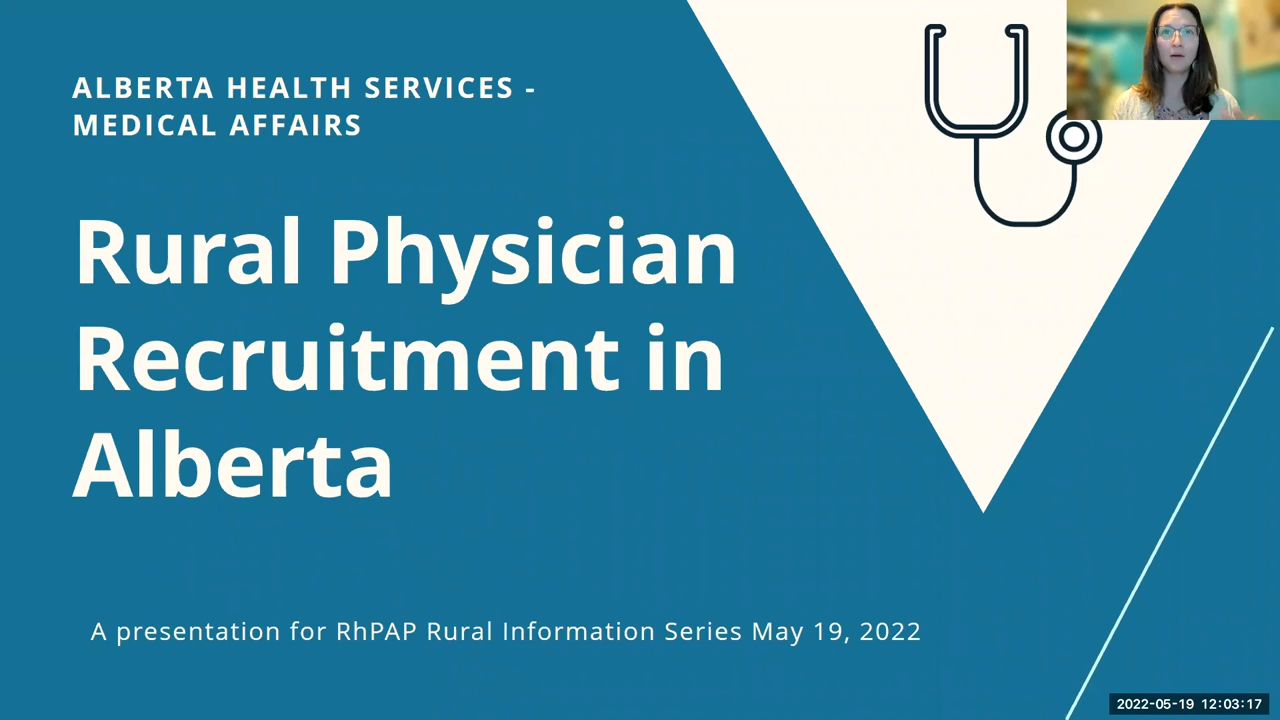 ALBERTA HEALTH SERVICES -
MEDICAL AFFAIRS
Rural Physician
Recruitment in
Alberta
A presentation for RhPAP Rural Information Series May 19, 2022
2022-05-19 12:03:17